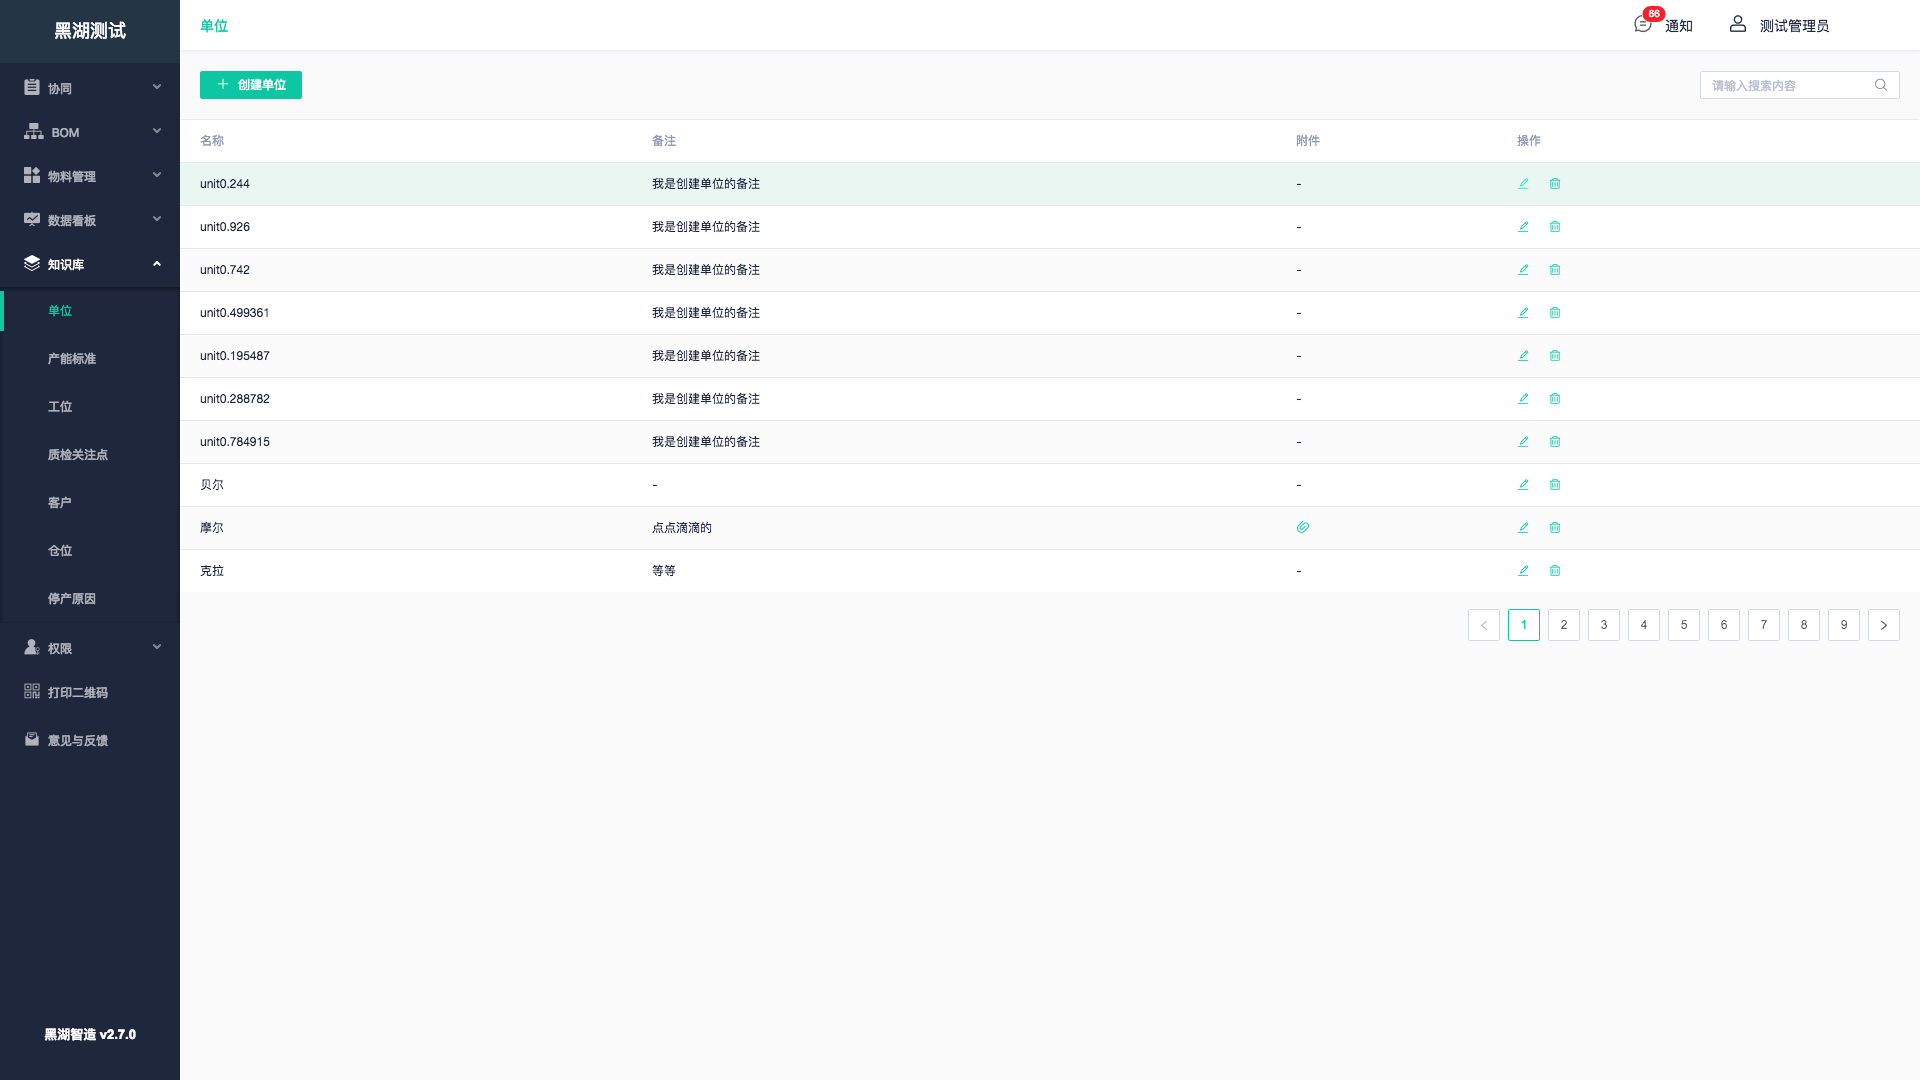 黑湖测试
单位
66
通知
测试管理员
协同
BOM
物料管理
数据看板
知识库
单位
产能标准
工位
质检关注点
客户
仓位
停产原因
权限
打印二维码
意见与反馈
黑湖智造 v2.7.0
创建单位
请输入搜索内容
名称 备注 附件 操作
unit0.244 我是创建单位的备注 -
unit0.926 我是创建单位的备注 -
unit0.742 我是创建单位的备注 -
unit0.499361 我是创建单位的备注 -
unit0.195487 我是创建单位的备注 -
unit0.288782 我是创建单位的备注 -
unit0.784915 我是创建单位的备注 -
贝尔 - -
摩尔 点点滴滴的
克拉 等等 -
< 1 2 3 4 5 6 7 8 9 >